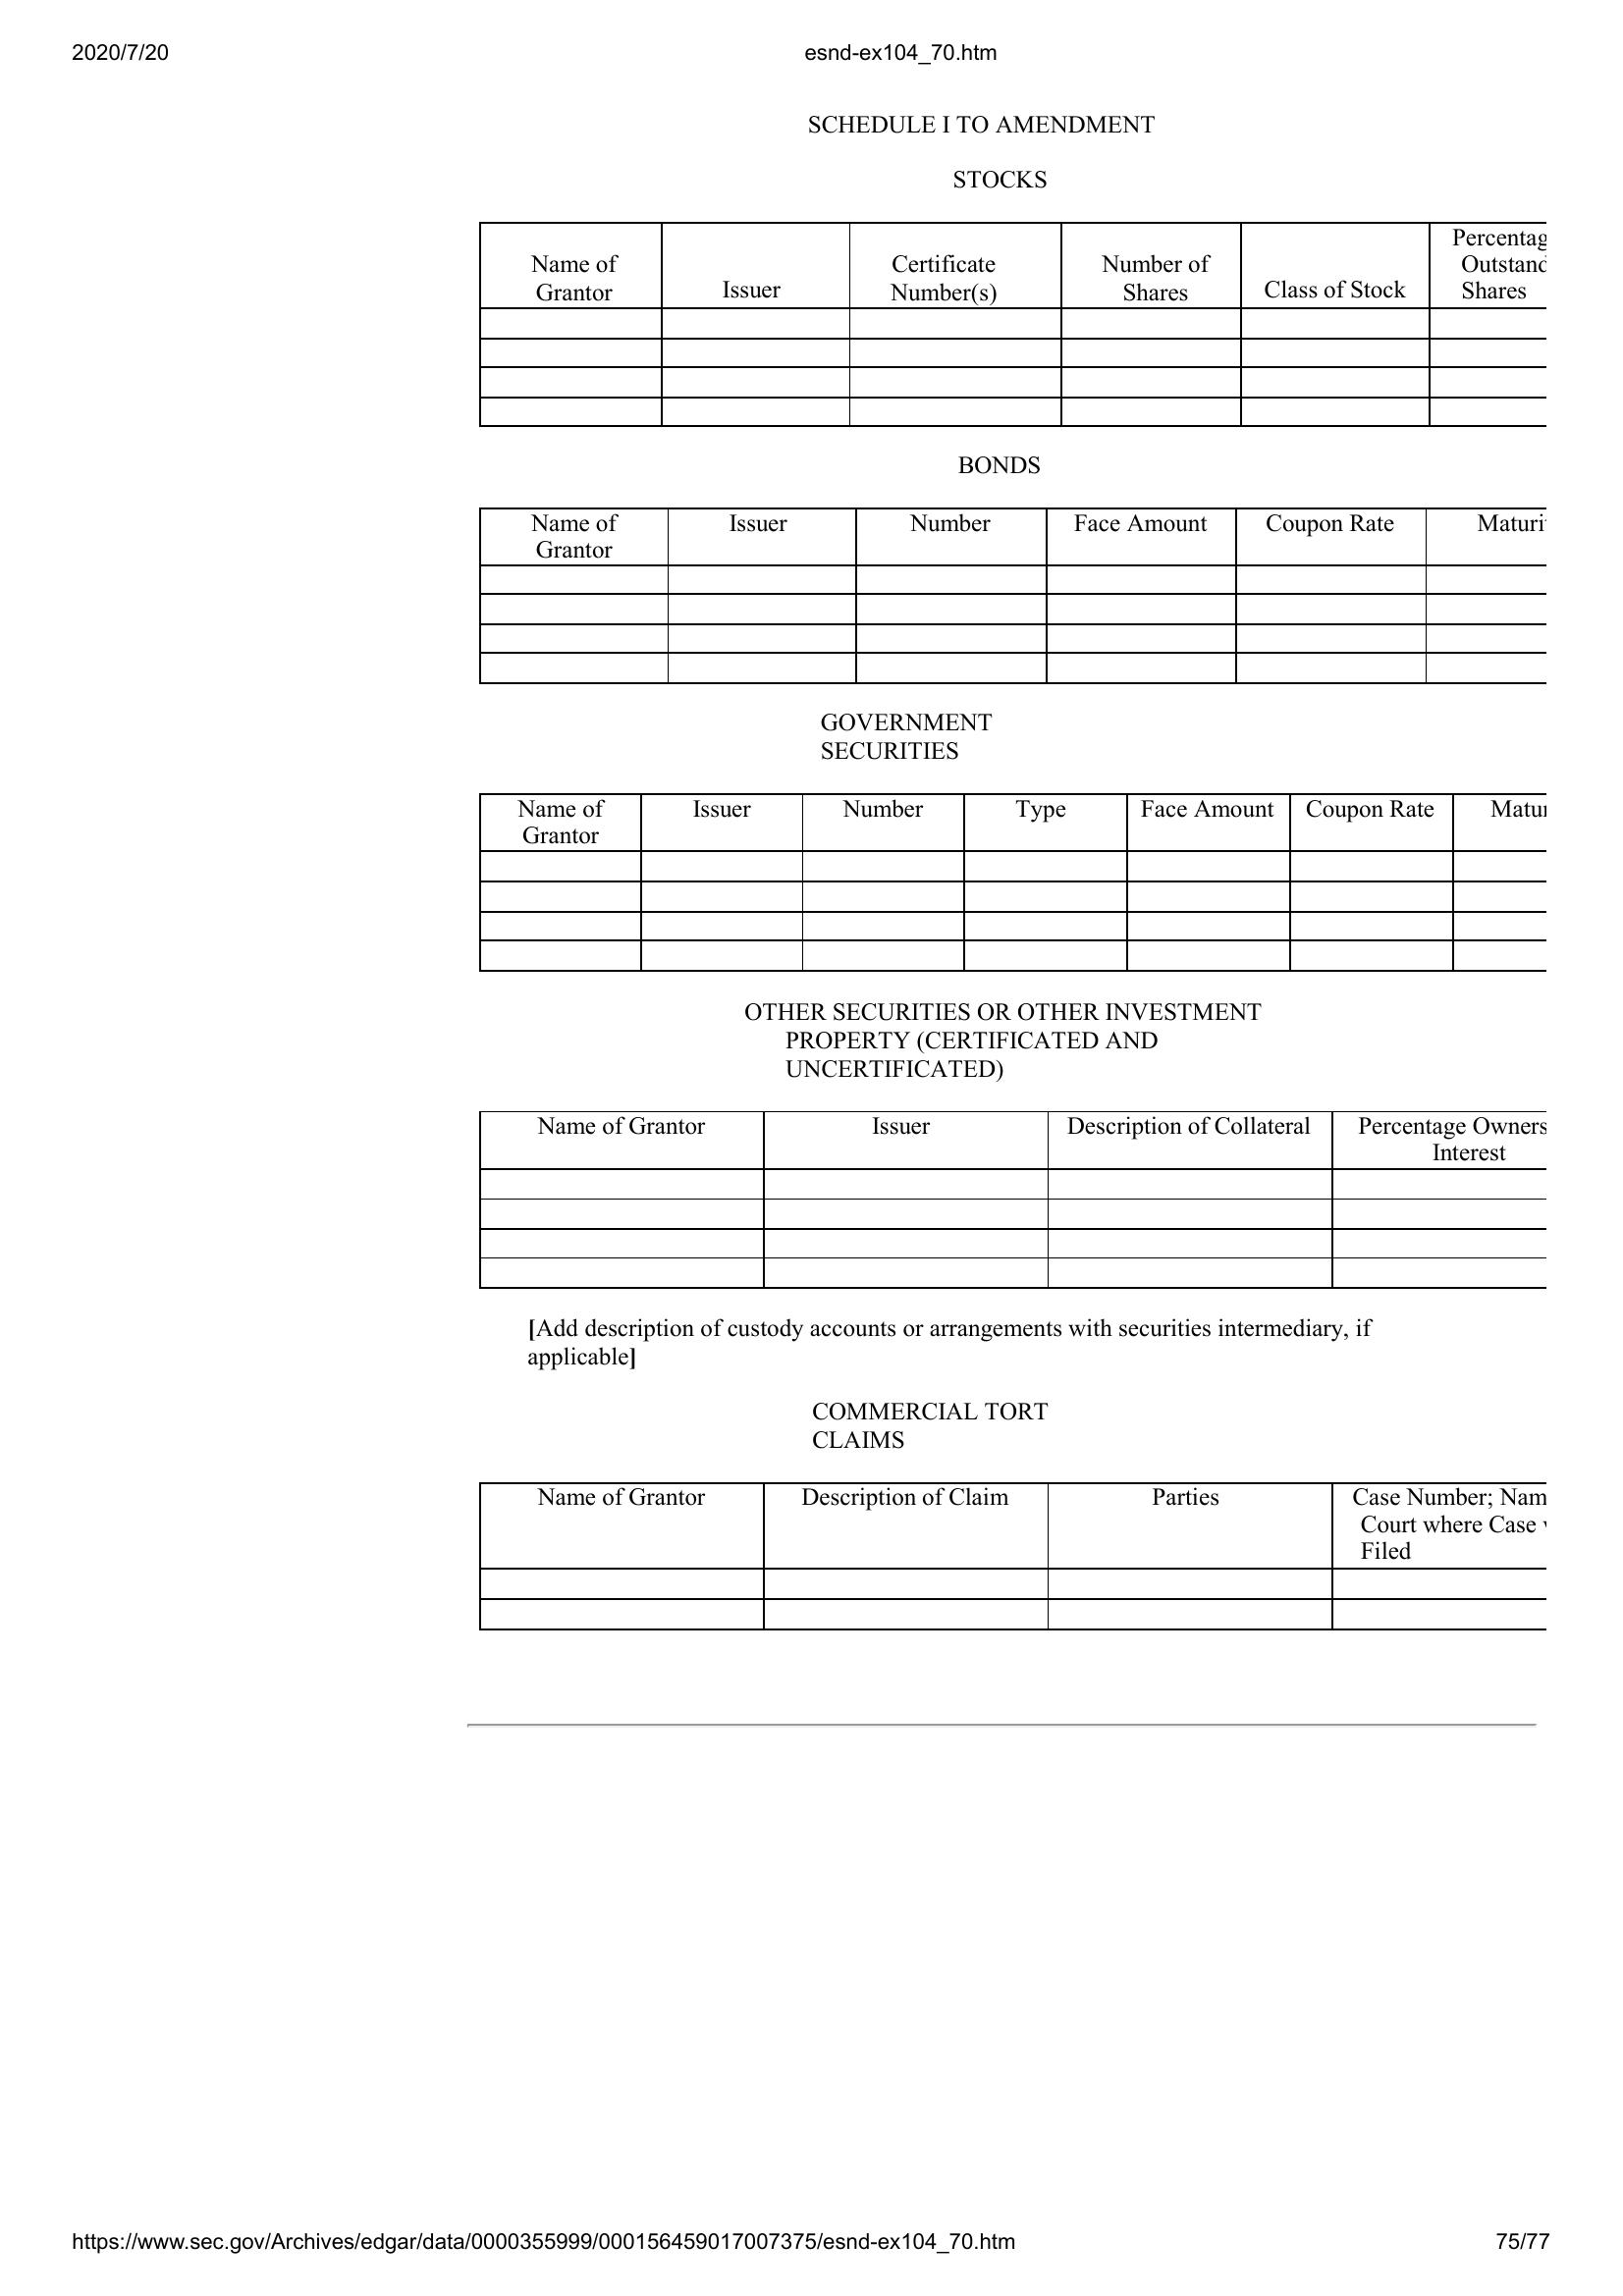 2020/7/20 esnd-ex104_70.htm
SCHEDULE I TO AMENDMENT
STOCKS
Name of Grantor Issuer Certificate Number(s) Number of Shares Class of Stock Percentag Outstand Shares
BONDS
Name of Grantor Issuer Number Face Amount Coupon Rate Maturi
GOVERNMENT
SECURITIES
Name of Grantor Issuer Number Type Face Amount Coupon Rate Matur
OTHER SECURITIES OR OTHER INVESTMENT
PROPERTY (CERTIFICATED AND
UNCERTIFICATED)
Name of Grantor Issuer Description of Collateral Percentage Owners Interest
[Add description of custody accounts or arrangements with securities intermediary, if
applicable]
COMMERCIAL TORT
CLAIMS
Name of Grantor Description of Claim Parties Case Number; Nam Court where Case Filed
https://www.sec.gov/Archives/edgar/data/0000355999/000156459017007375/esnd-ex104_70.htm 75/77